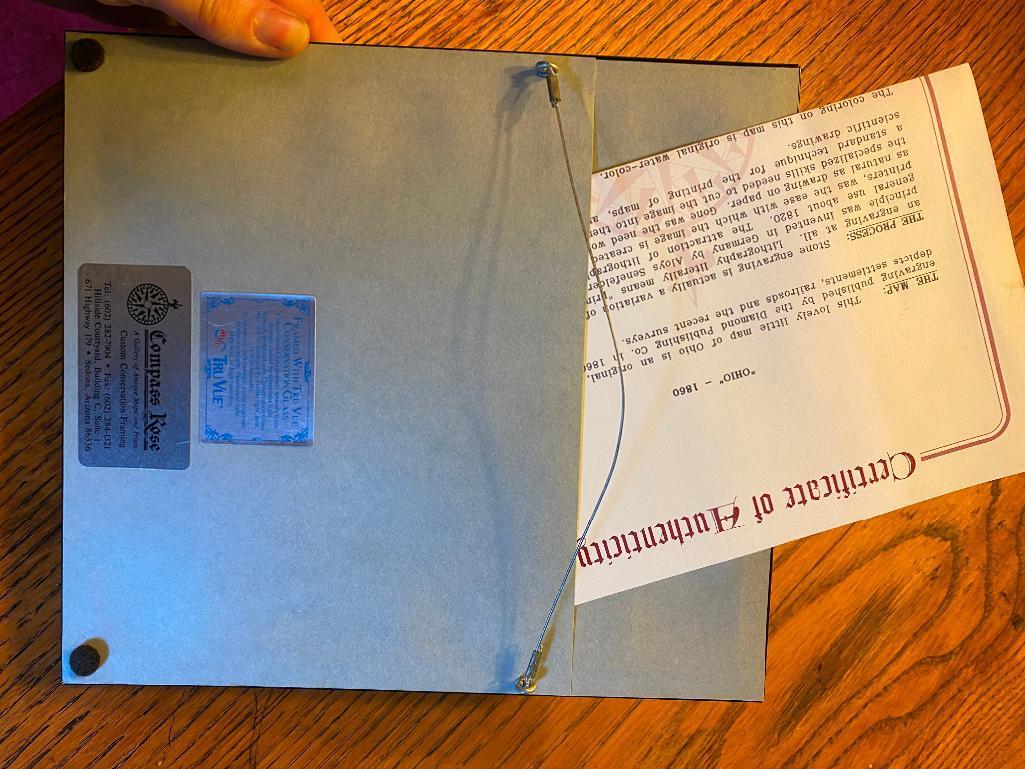 Certificate of Authenticity
"OHIO" - 1860
THE MAP:
This lovely little map of Ohio is an original,
engraving published by the Diamond Publishing Co. in 1860
depicts settlements, railroads and the recent surveys.
THE PROCESS:
Stone engraving is actually a variation of
an engraving at all. Lithography literally means "
principle was invented in Germany by Aloys Senefelder
general use about 1820. The attraction of lithograp
printers, was the ease with which the image is created
as natural as drawing on paper. Gone was the need
the specialized skills needed to cut the image into
a standard technique for the printing of maps,
scientific drawings.
The coloring on this map is original water-color.
Compass Rose
A Gallery of Antique Maps and Prints
Custom Conservation Framing
Hillside Courtyard, Building C, Suite 1
671 Highway 179 • Sedona, Arizona 86336
Tel: (602) 282-7904 • Fax: (602) 284-1321
FRAMED WITH TRU VUE
CONSERVATION GLASS
TRU VUE